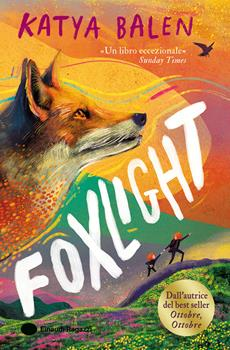 KATYA BALEN
«Un libro eccezionale»
Sunday Times
FOXLIGHT
Dall'autrice
del best seller
Ottobre,
Ottobre
Einaudi Ragazzi